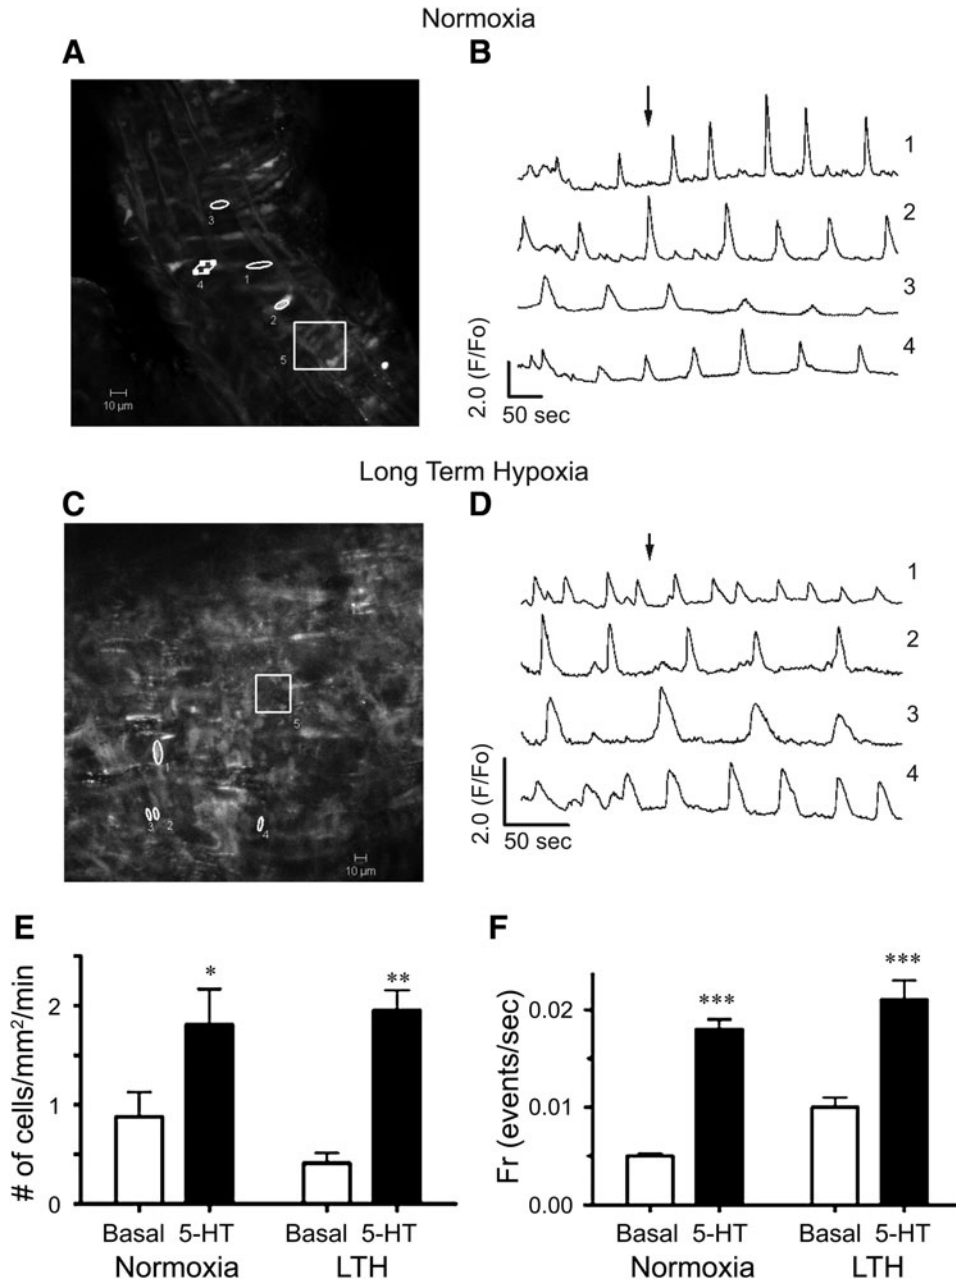 Normoxia
A
B
3
4
1
2
5
10 µm
1
2
3
4
2.0 (F/Fo)
50 sec
Long Term Hypoxia
C
D
5
1
3 2
4
10 µm
1
2
3
4
2.0 (F/Fo)
50 sec
E
# of cells/mm²/min
2
1
0
*
**
Basal 5-HT Basal 5-HT
Normoxia LTH
F
Fr (events/sec)
0.02
0.01
0.00
***
***
Basal 5-HT Basal 5-HT
Normoxia LTH